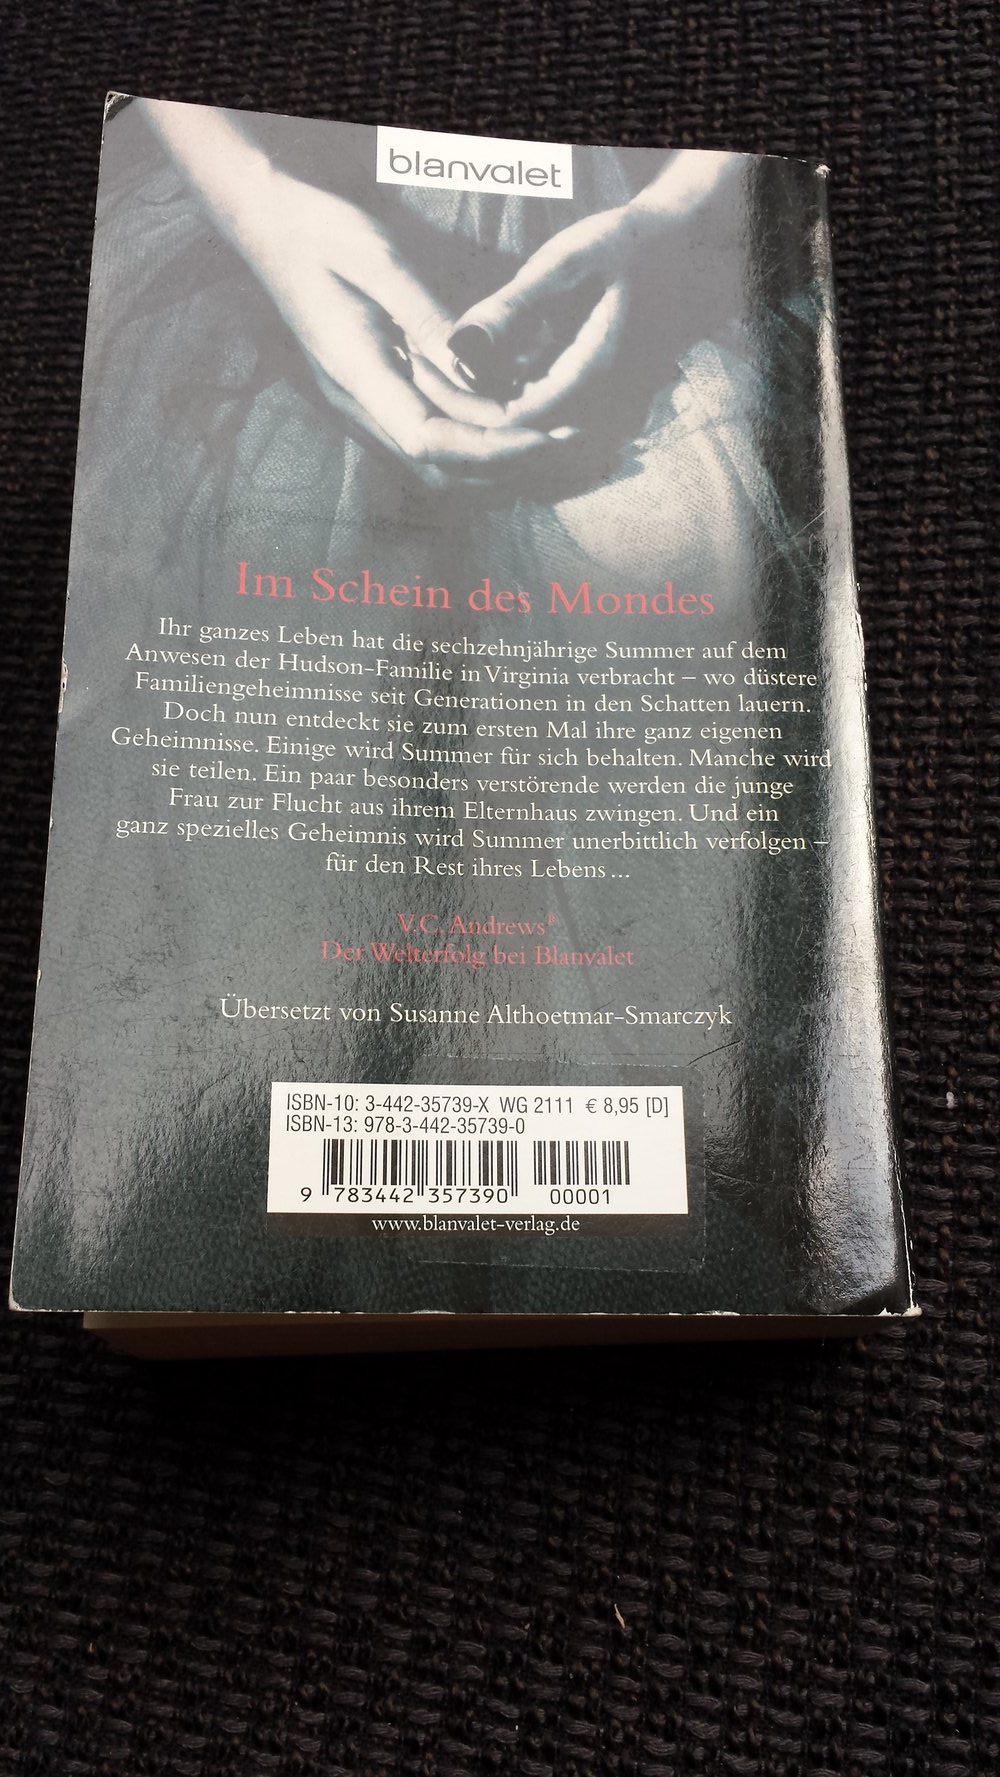 blanvalet
Im Schein des Mondes
Ihr ganzes Leben hat die sechzehnjährige Summer auf dem
Anwesen der Hudson-Familie in Virginia verbracht – wo düstere
Familiengeheimnisse seit Generationen in den Schatten lauern.
Doch nun entdeckt sie zum ersten Mal ihre ganz eigenen
Geheimnisse. Einige wird Summer für sich behalten. Manche wird
sie teilen. Ein paar besonders verstörende werden die junge
Frau zur Flucht aus ihrem Elternhaus zwingen. Und ein
ganz spezielles Geheimnis wird Summer unerbittlich verfolgen –
für den Rest ihres Lebens ...
V.C. Andrews®
Der Welterfolg bei Blanvalet
Übersetzt von Susanne Althoetmar-Smarczyk
ISBN-10: 3-442-35739-X WG 2111 € 8,95 [D]
ISBN-13: 978-3-442-35739-0
9 783442 357390 00001
www.blanvalet-verlag.de